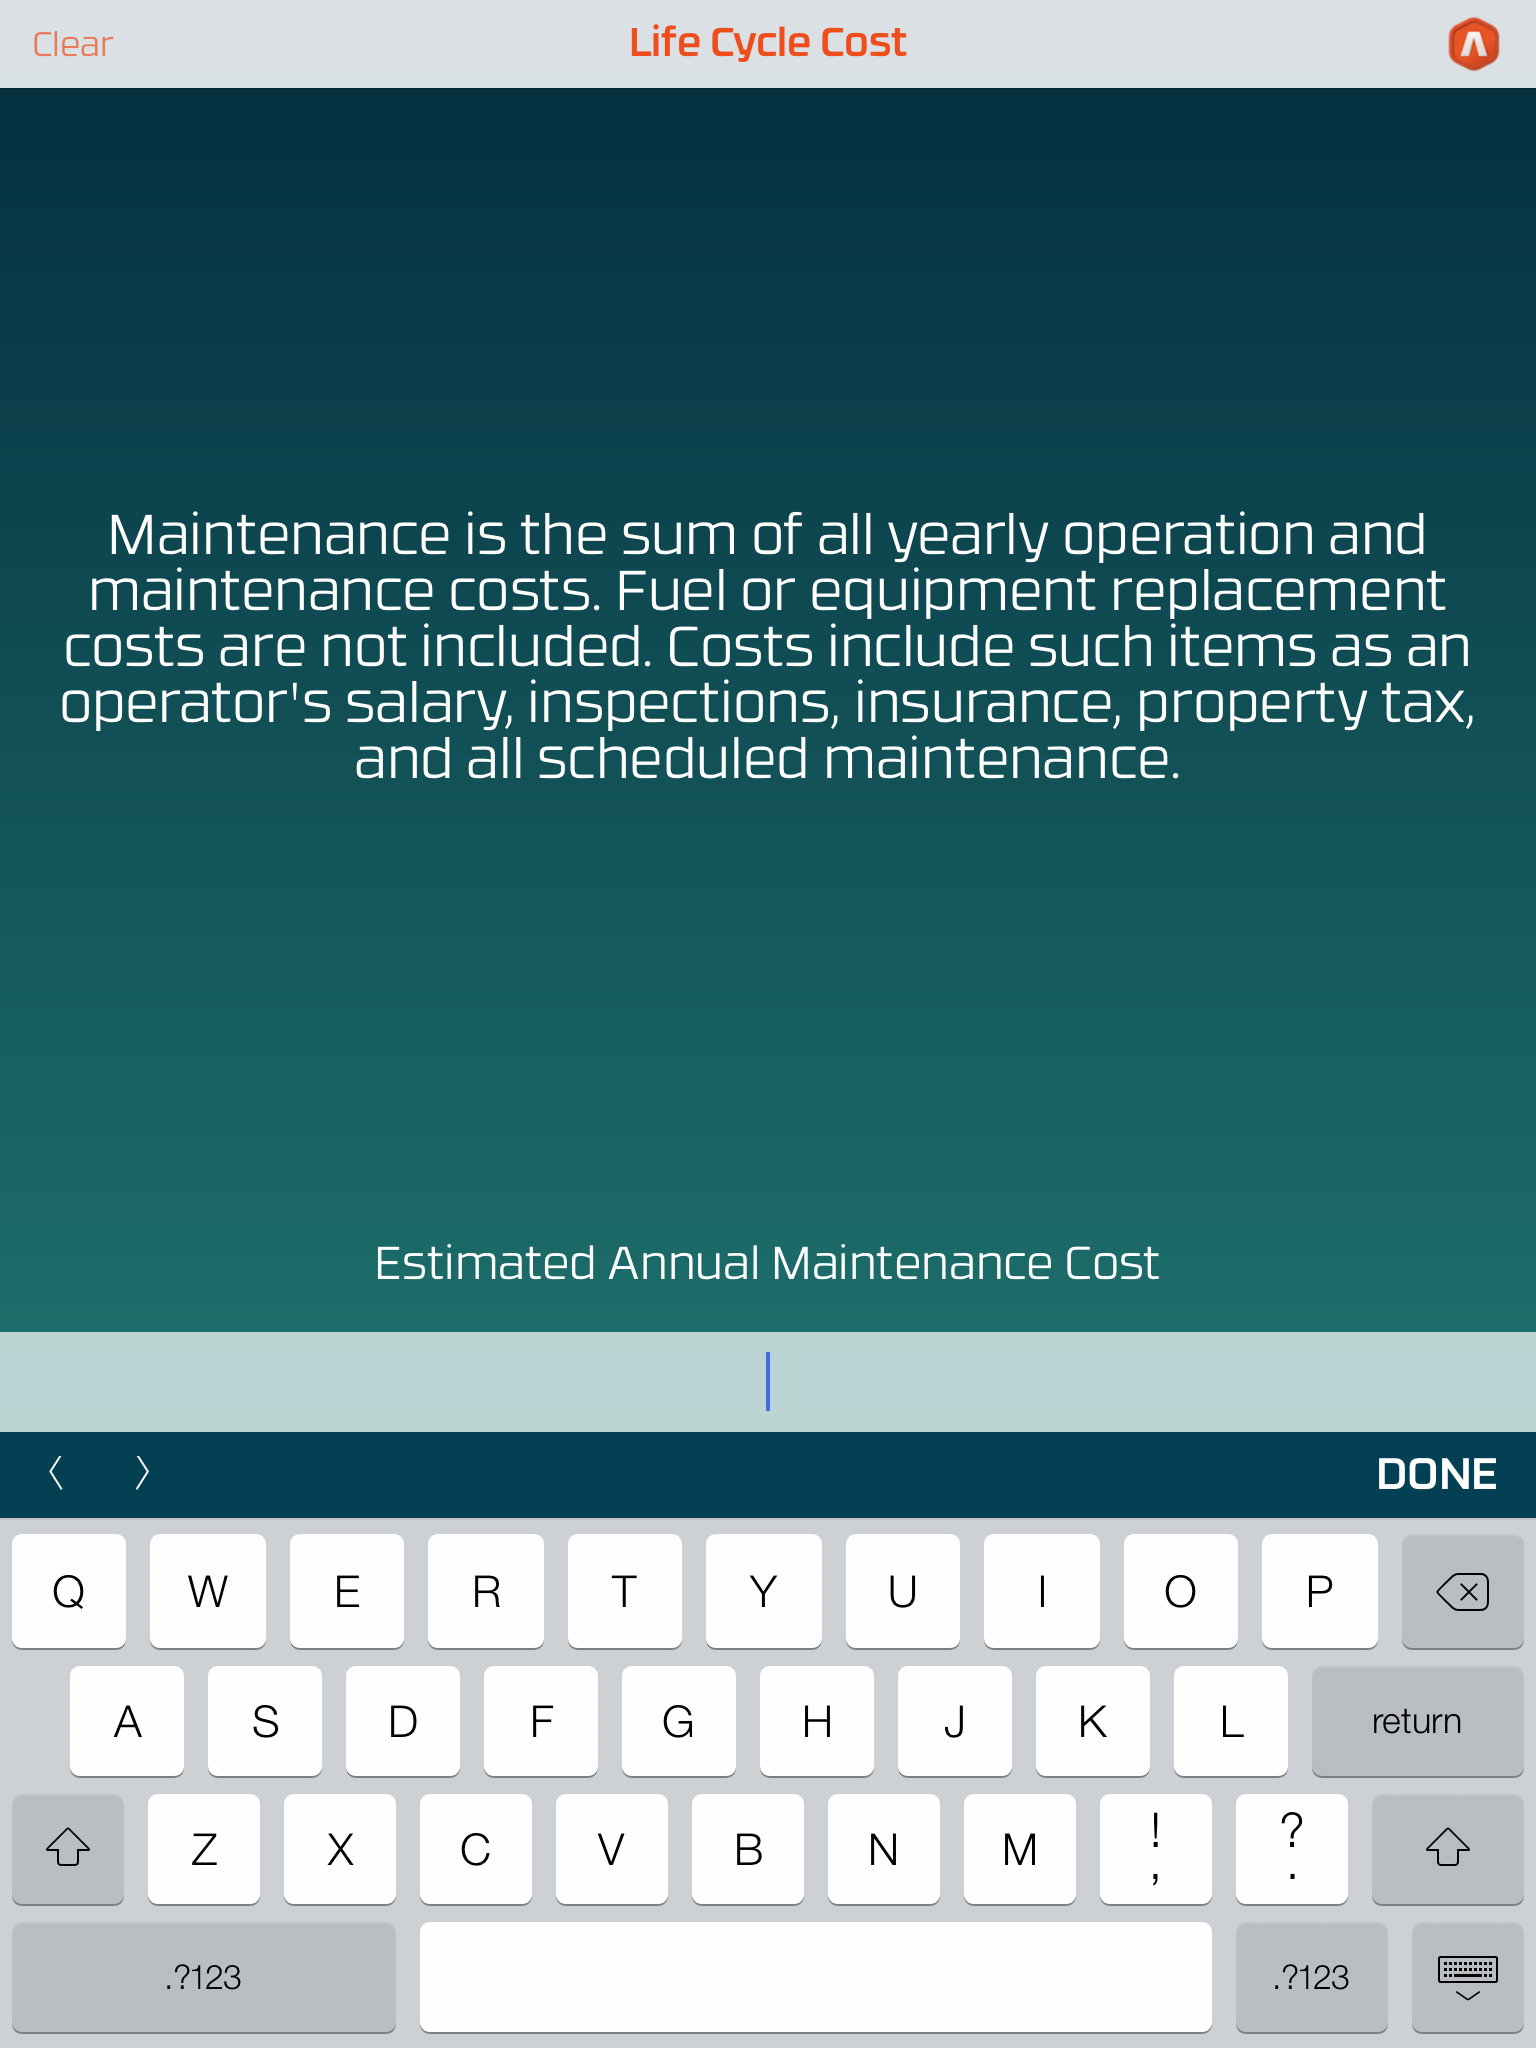 Clear
Life Cycle Cost
Maintenance is the sum of all yearly operation and
maintenance costs. Fuel or equipment replacement
costs are not included. Costs include such items as an
operator's salary, inspections, insurance, property tax,
and all scheduled maintenance.
Estimated Annual Maintenance Cost
DONE
Q W E R T Y U I O P
A S D F G H J K L return
Z X C V B N M ! , ? .
.?123 .?123